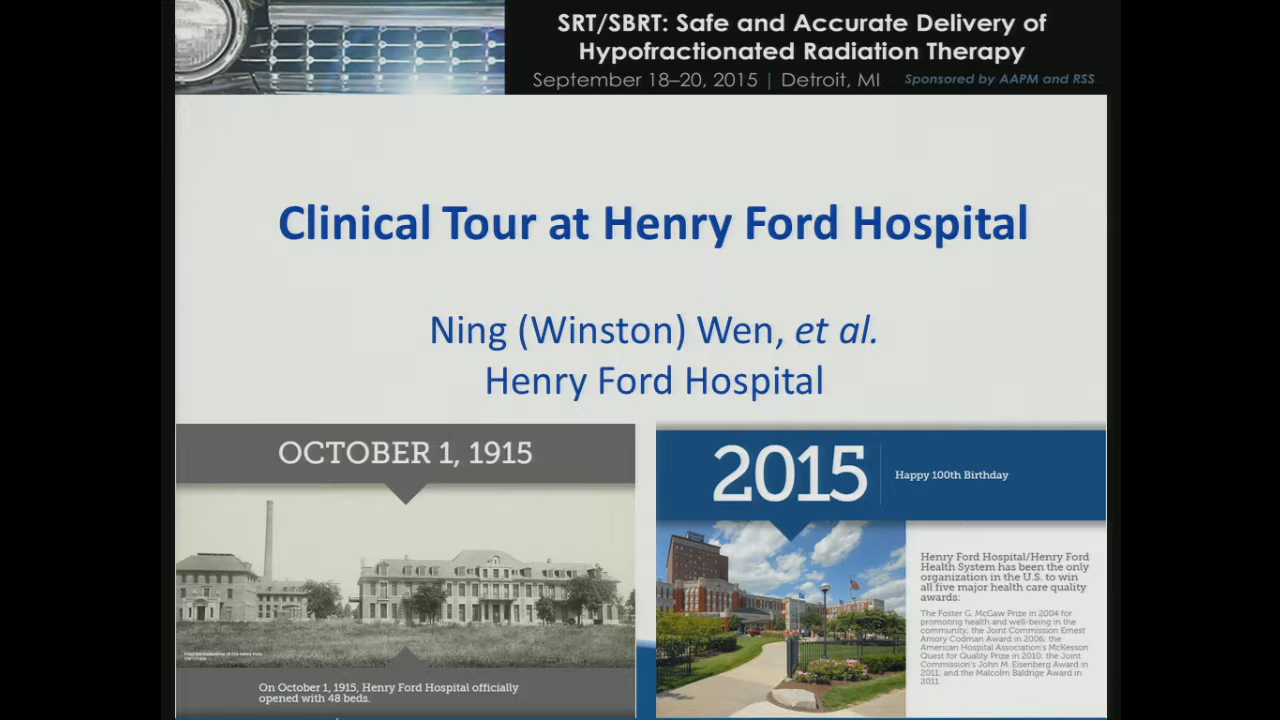 SRT/SBRT: Safe and Accurate Delivery of
Hypofractionated Radiation Therapy
September 18–20, 2015 | Detroit, MI Sponsored by AAPM and RSS
Clinical Tour at Henry Ford Hospital
Ning (Winston) Wen, et al.
Henry Ford Hospital
OCTOBER 1, 1915
On October 1, 1915, Henry Ford Hospital officially
opened with 48 beds.
2015
Happy 100th Birthday
Henry Ford Hospital/Henry Ford
Health System has been the only
organization in the U.S. to win
all five major health care quality
awards:
The Foster G. McGaw Prize in 2004 for
promoting health and well-being in the
community, the Joint Commission Ernest
Amory Codman Award in 2006, the
American Hospital Association's McKesson
Quest for Quality Prize in 2010; the Joint
Commission's John M. Eisenberg Award in
2011; and the Malcolm Baldrige Award in
2011.